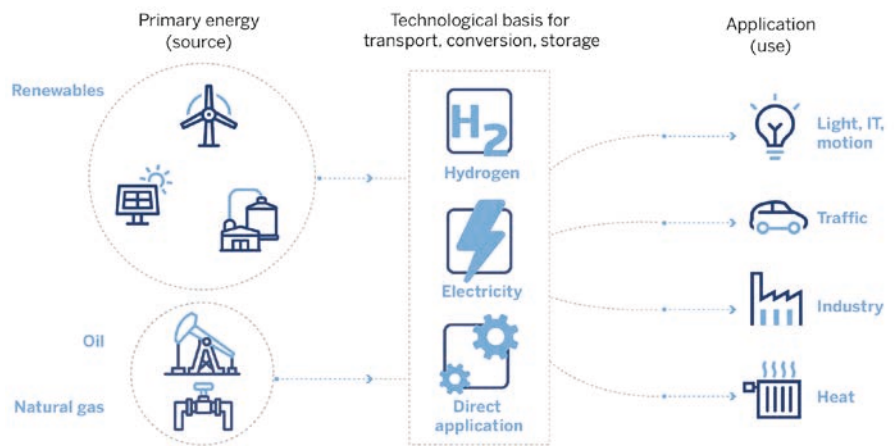 Primary energy
(source)
Technological basis for
transport, conversion, storage
Application
(use)
Renewables
Oil
Natural gas
H2
Hydrogen
Electricity
Direct
application
Light, IT,
motion
Traffic
Industry
Heat